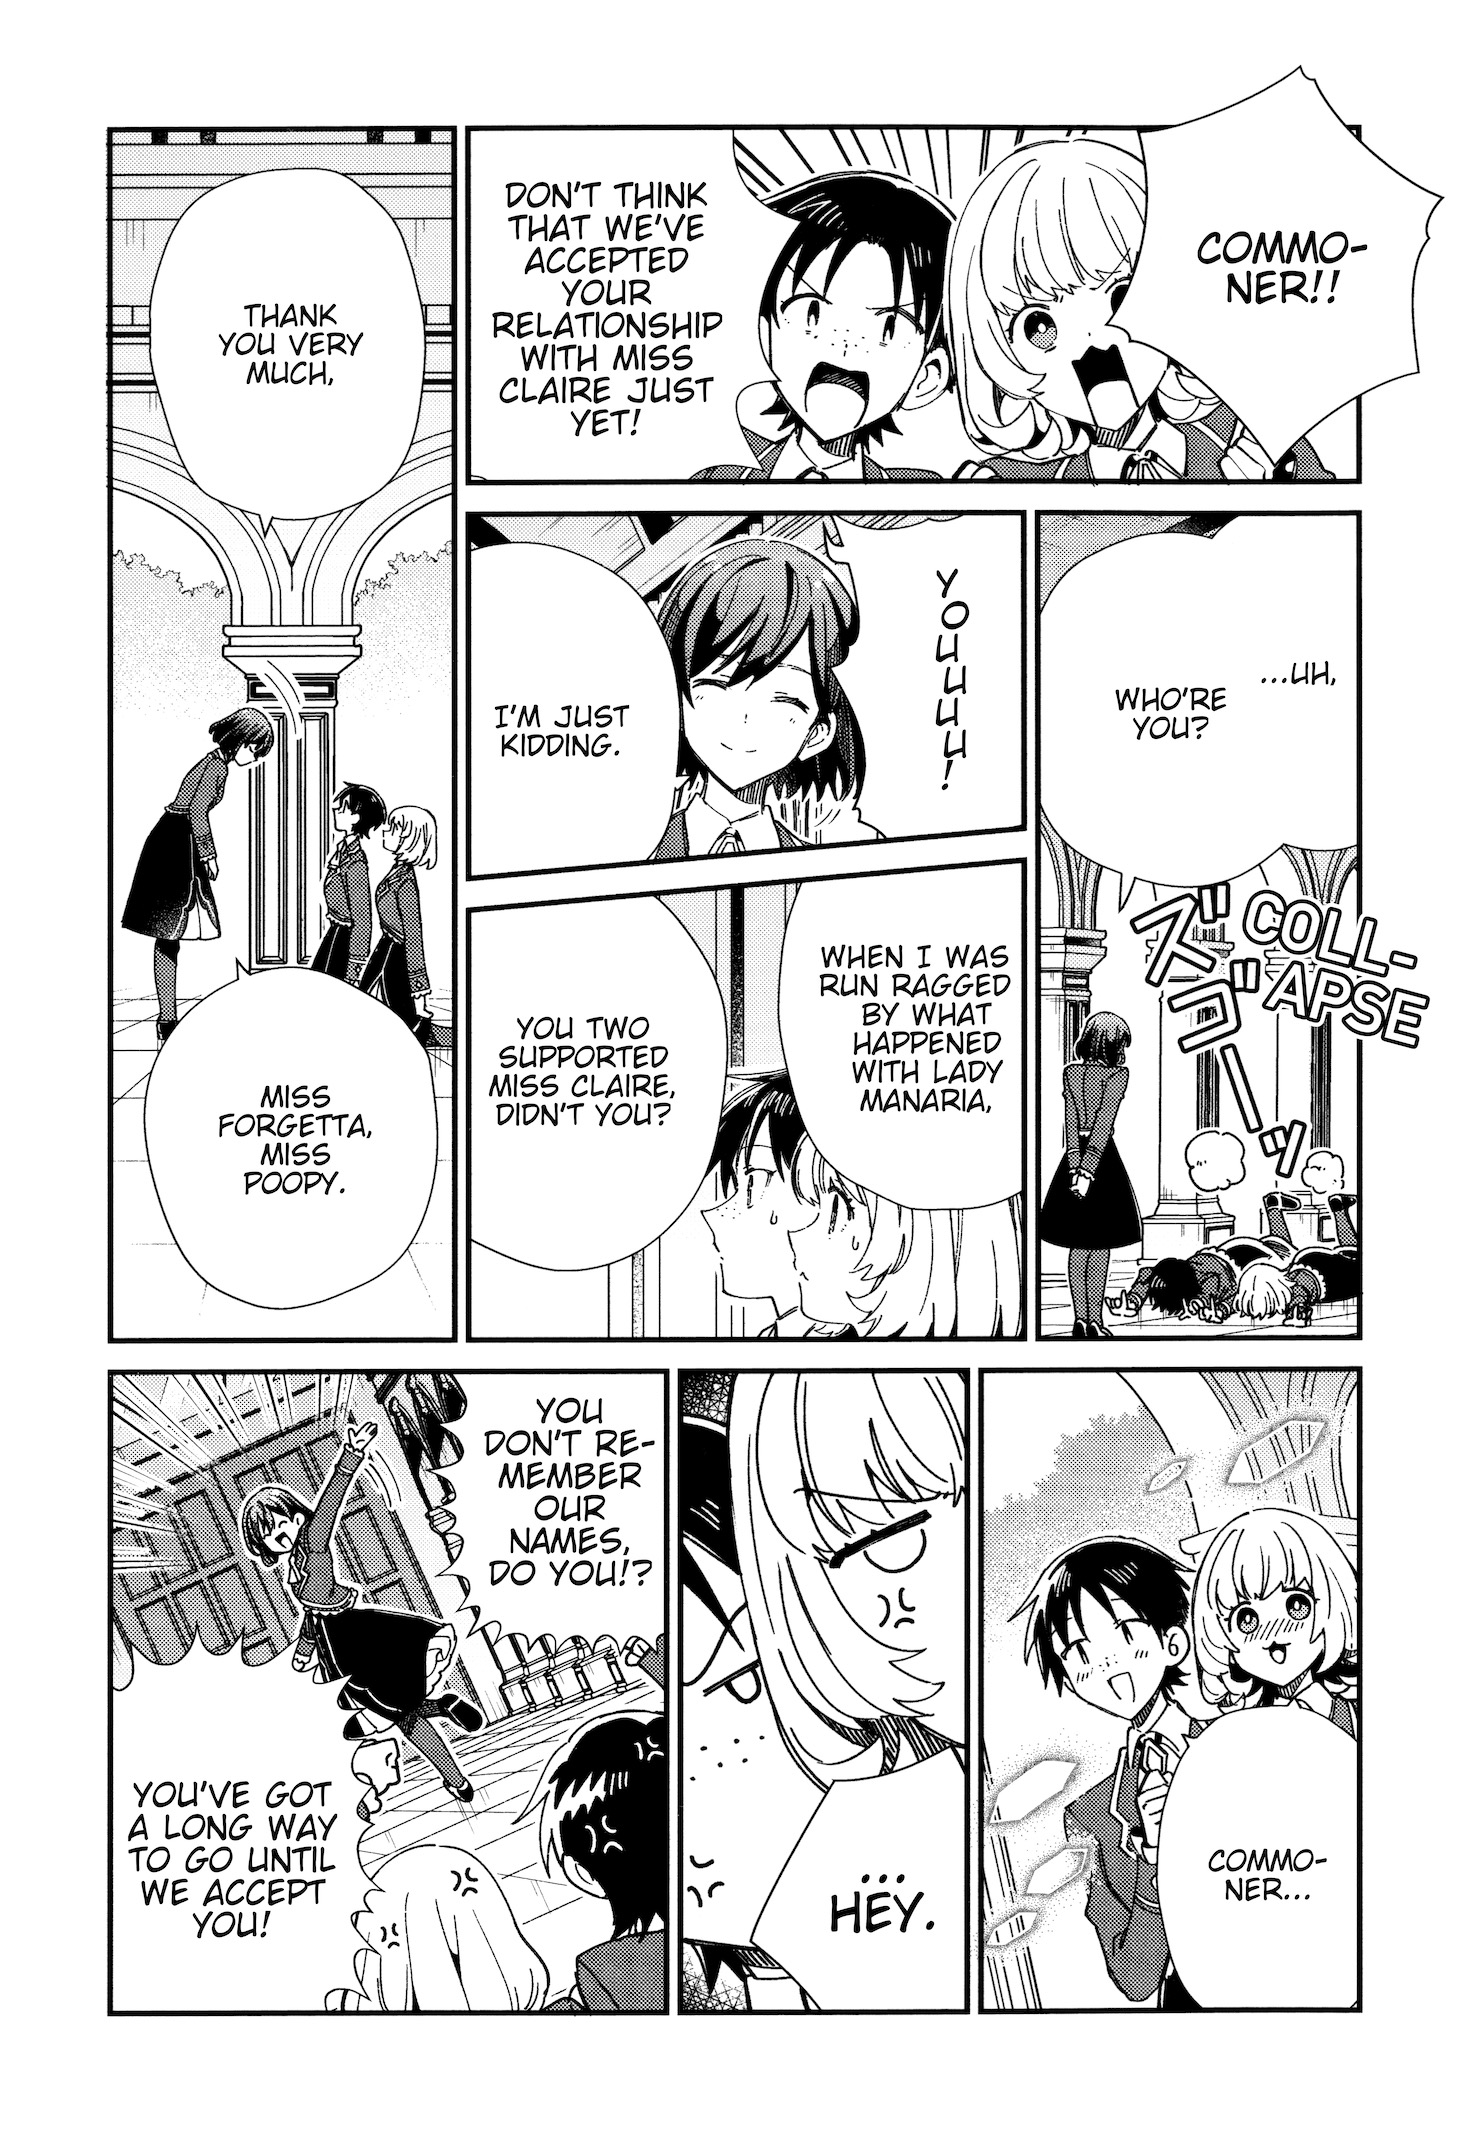 COMMO-
NER!!
DON'T THINK
THAT WE'VE
ACCEPTED
YOUR
RELATIONSHIP
WITH MISS
CLAIRE JUST
YET!
...UH,
WHO'RE
YOU?
ズコーッ
COLL-
APSE
YOUUUU!
I'M JUST
KIDDING.
WHEN I WAS
RUN RAGGED
BY WHAT
HAPPENED
WITH LADY
MANARIA,
YOU TWO
SUPPORTED
MISS CLAIRE,
DIDN'T YOU?
THANK
YOU VERY
MUCH,
MISS
FORGETTA,
MISS
POOPY.
COMMO-
NER...
...
HEY.
YOU
DON'T RE-
MEMBER
OUR
NAMES,
DO YOU!?
YOU'VE GOT
A LONG WAY
TO GO UNTIL
WE ACCEPT
YOU!